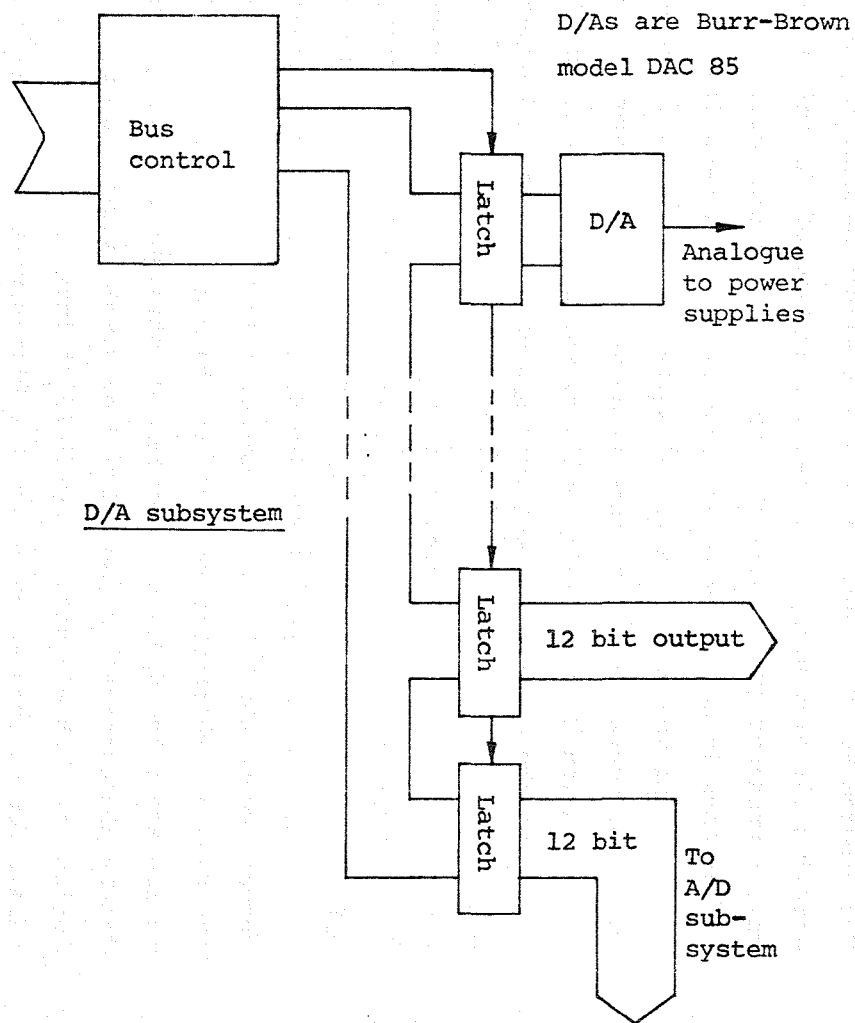 D/As are Burr-Brown
model DAC 85
Bus
control
Latch
D/A
Analogue
to power
supplies
D/A subsystem
Latch
12 bit output
Latch
12 bit
To
A/D
sub-
system